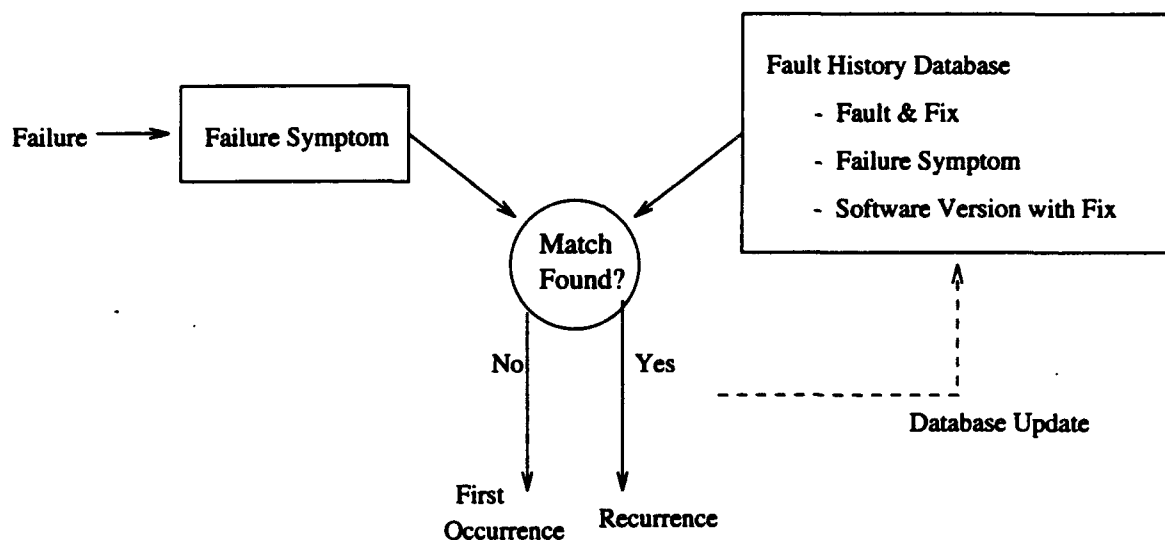 Fault History Database
- Fault & Fix
Failure
Failure Symptom
- Failure Symptom
- Software Version with Fix
Match
Found?
No
Yes
Database Update
First
Occurrence
Recurrence